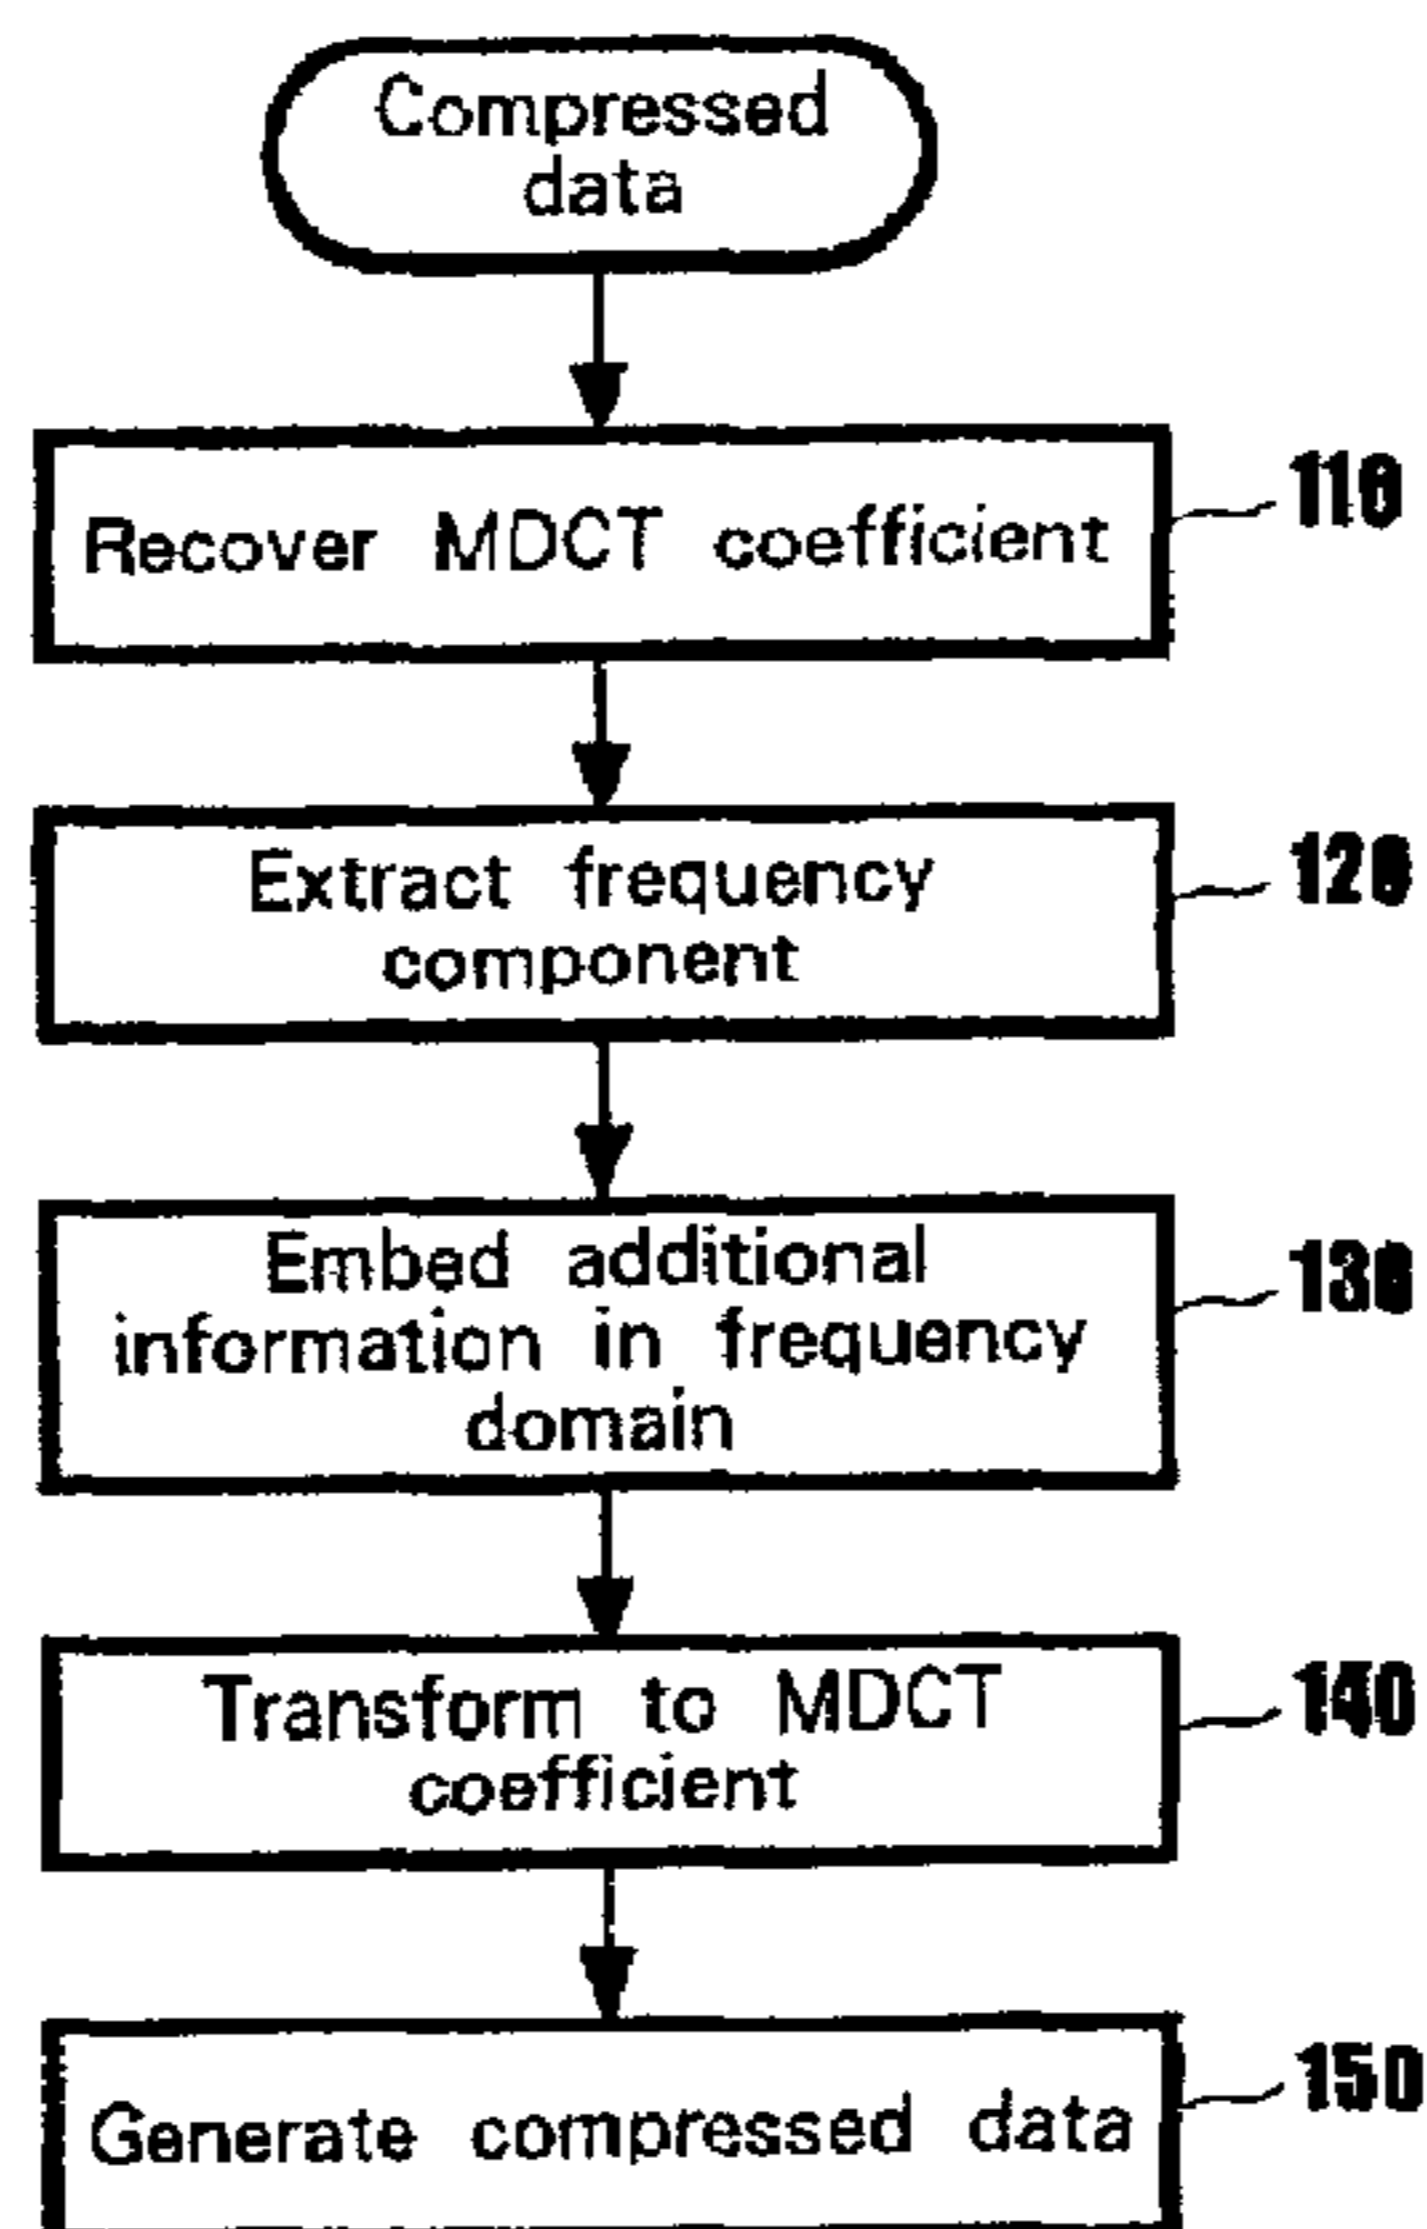 Compressed
data
Recover MDCT coefficient
110
Extract frequency
component
120
Embed additional
information in frequency
domain
130
Transform to MDCT
coefficient
140
Generate compressed data
150